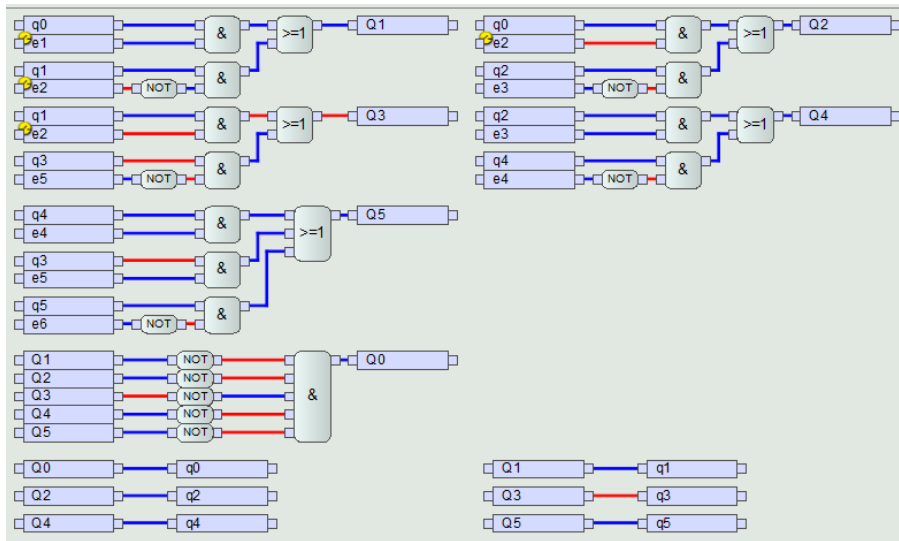 q0 & >=1 Q1
e1
q1 &
e2 NOT
q1 & >=1 Q3
e2
q3 &
e5 NOT
q0 & >=1 Q2
e2
q2 &
e3 NOT
q2 & >=1 Q4
e3
q4 &
e4 NOT
q4 & >=1 Q5
e4
q3 &
e5
q5 &
e6 NOT
Q1 NOT & Q0
Q2 NOT
Q3 NOT
Q4 NOT
Q5 NOT
Q0 q0
Q2 q2
Q4 q4
Q1 q1
Q3 q3
Q5 q5